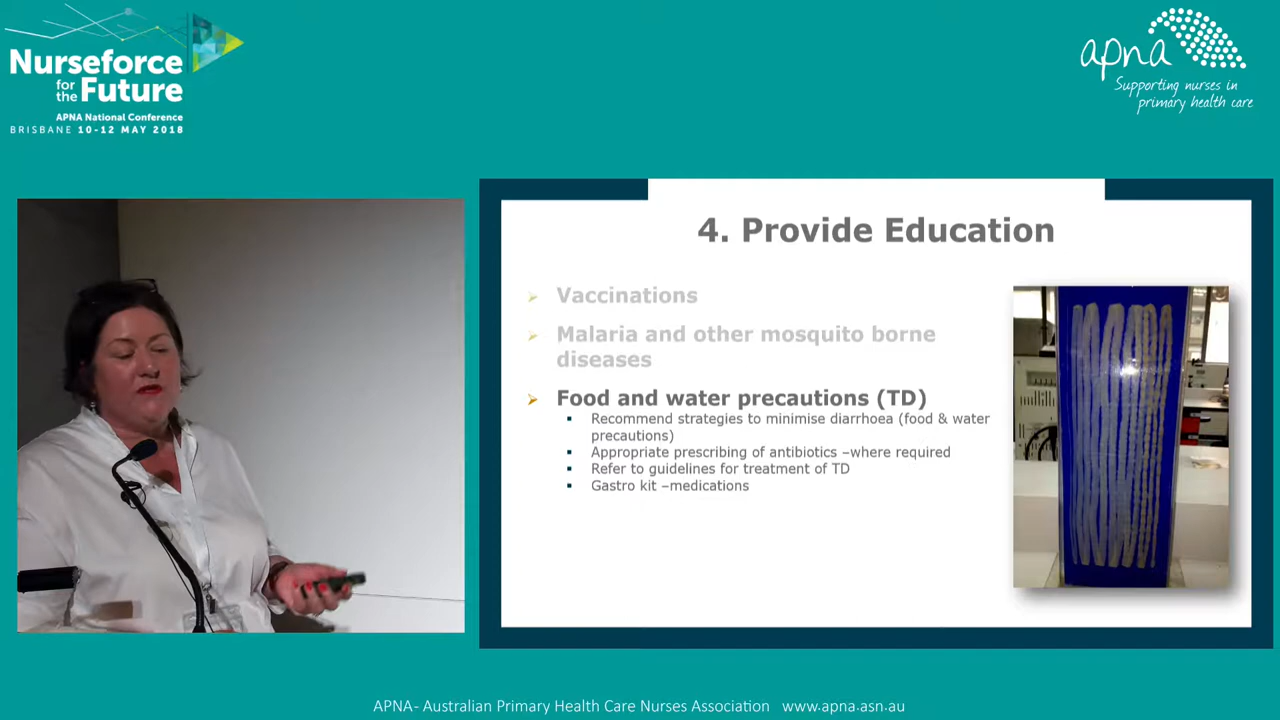 Nurseforce
for the Future
APNA National Conference
BRISBANE 10-12 MAY 2018
apna
Supporting nurses in
primary health care
4. Provide Education
Vaccinations
Malaria and other mosquito borne
diseases
Food and water precautions (TD)
Recommend strategies to minimise diarrhoea (food & water
precautions)
Appropriate prescribing of antibiotics –where required
Refer to guidelines for treatment of TD
Gastro kit –medications
APNA- Australian Primary Health Care Nurses Association www.apna.asn.au